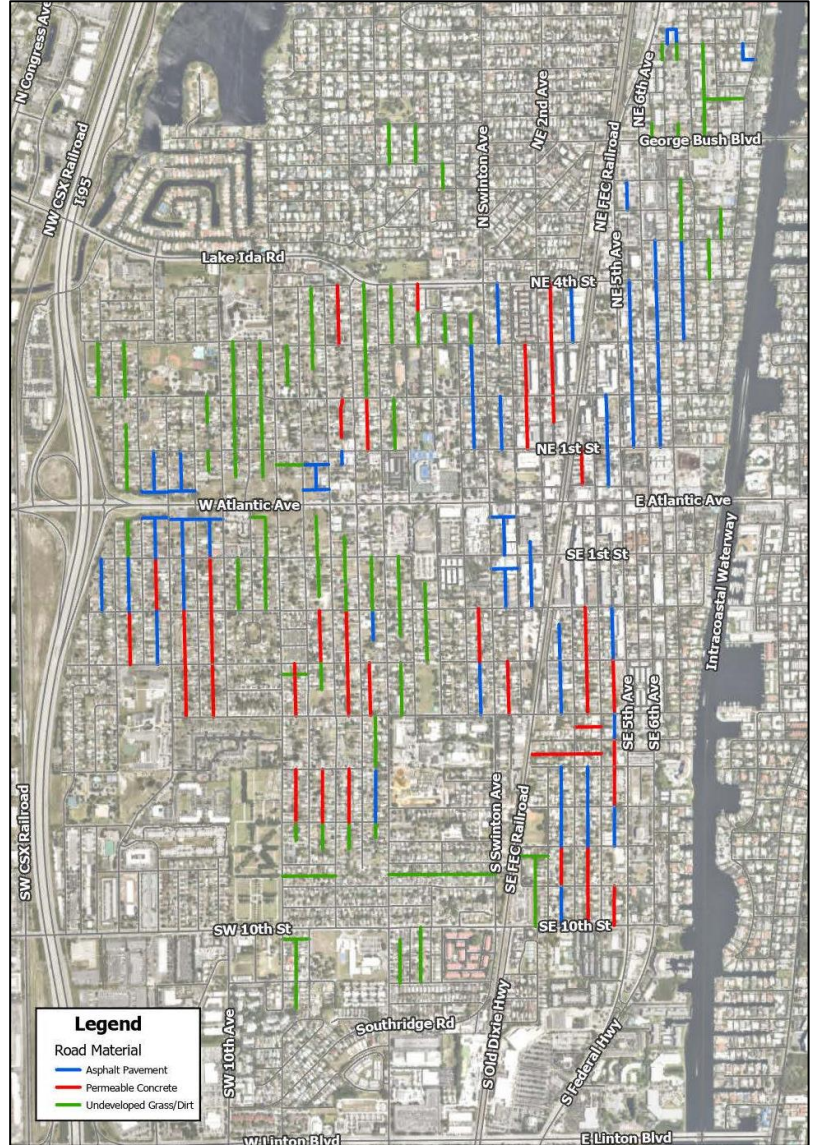 N Congress Ave
NW CSX Railroad
I95
NE 6th Ave
George Bush Blvd
NE 2nd Ave
N Swinton Ave
NE FEC Railroad
Lake Ida Rd
NE 4th St
NE 5th Ave
NE 1st St
W Atlantic Ave
E Atlantic Ave
SE 1st St
Intracoastal Waterway
SE 5th Ave
SE 6th Ave
SW CSX Railroad
S Swinton Ave
SE FEC Railroad
SW 10th St
SE 10th St
SW 10th Ave
Southridge Rd
S Old Dixie Hwy
S Federal Hwy
W Linton Blvd
E Linton Blvd
Legend
Road Material
Asphalt Pavement
Permeable Concrete
Undeveloped Grass/Dirt